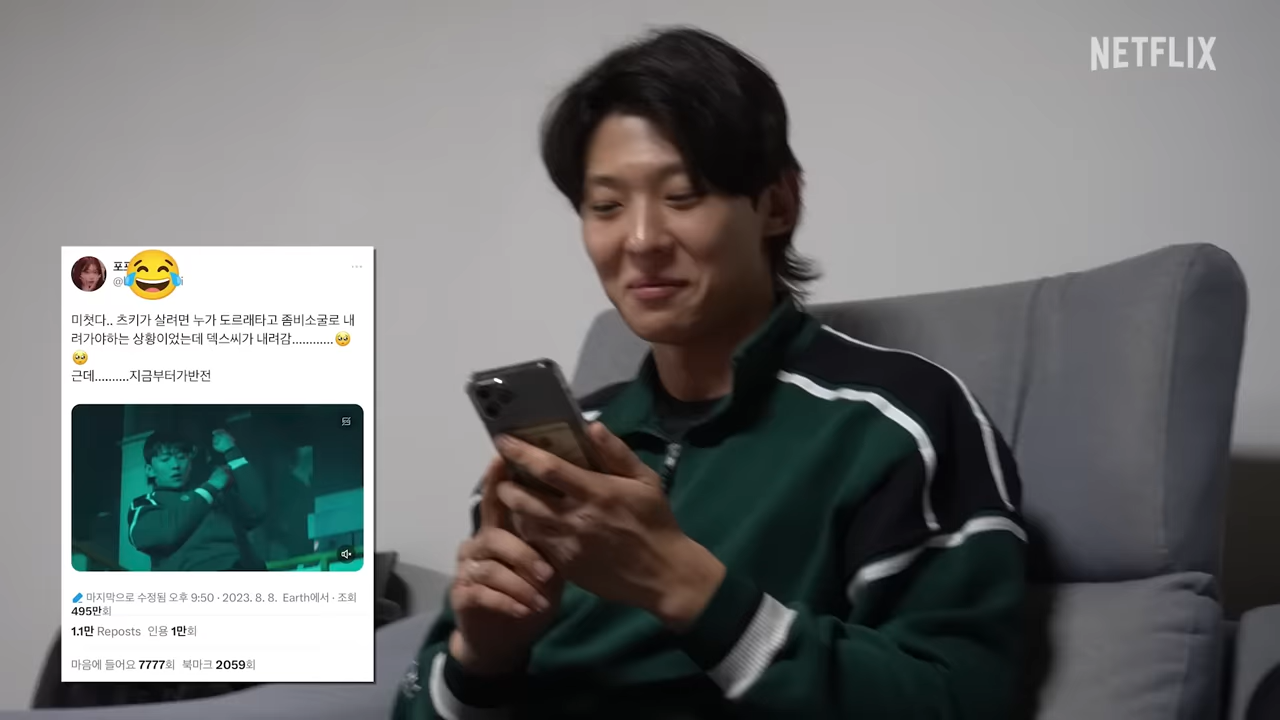 NETFLIX
미쳣다.. 츠키가 살려면 누가 도르래타고 좀비소굴로 내
려가야하는 상황이었는데 덱스씨가 내려감............🥹
🥹
근데..........지금부터가반전
마지막으로 수정됨 오후 9:50 · 2023. 8. 8. Earth에서 · 조회
495만회
1.1만 Reposts 인용 1만회
마음에 들어요 7777회 북마크 2059회